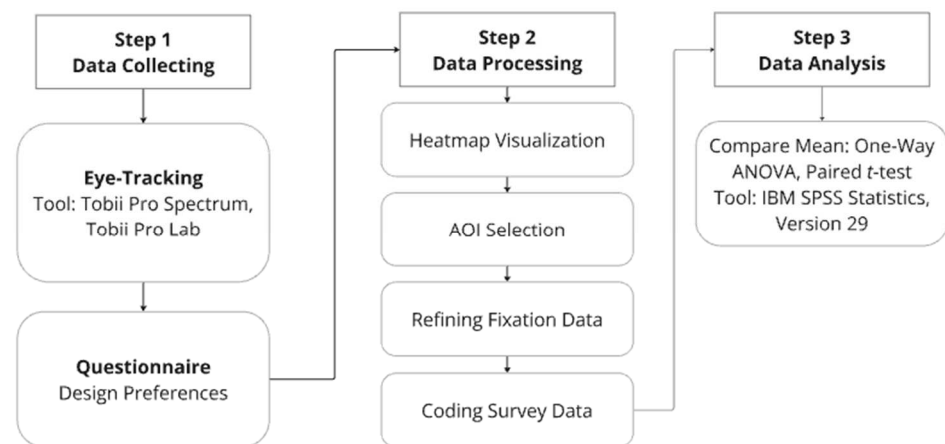 Step 1
Data Collecting
Eye-Tracking
Tool: Tobii Pro Spectrum,
Tobii Pro Lab
Questionnaire
Design Preferences
Step 2
Data Processing
Heatmap Visualization
AOI Selection
Refining Fixation Data
Coding Survey Data
Step 3
Data Analysis
Compare Mean: One-Way
ANOVA, Paired t-test
Tool: IBM SPSS Statistics,
Version 29